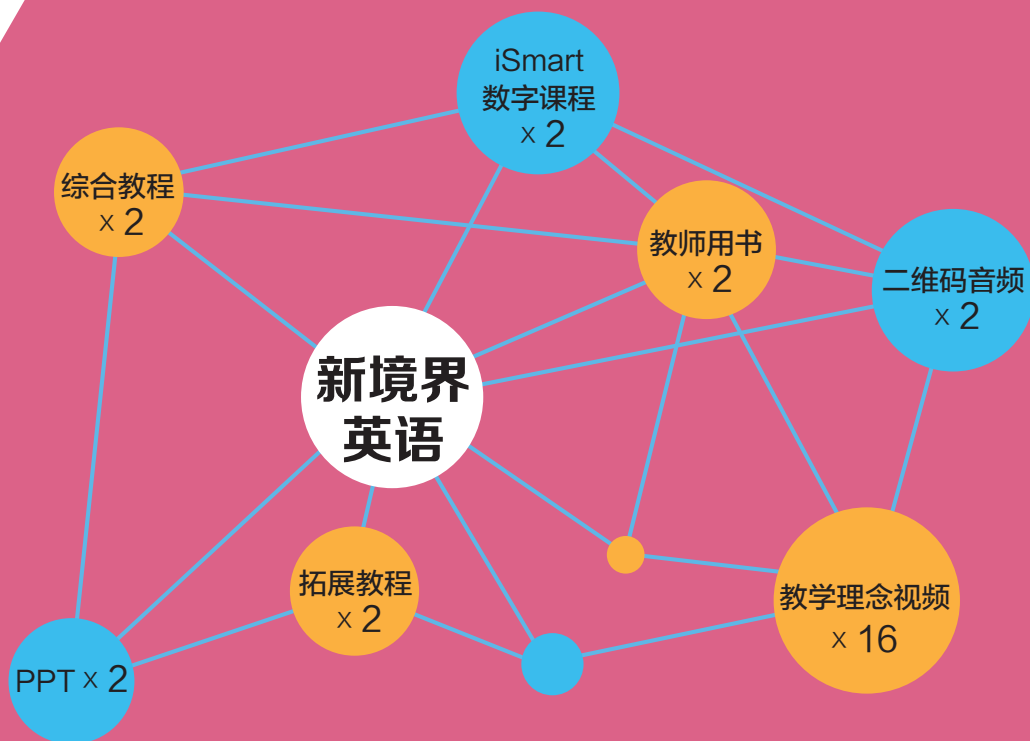 iSmart
数字课程
x 2
综合教程
x 2
教师用书
x 2
二维码音频
x 2
新境界
英语
拓展教程
x 2
教学理念视频
x 16
PPT x 2